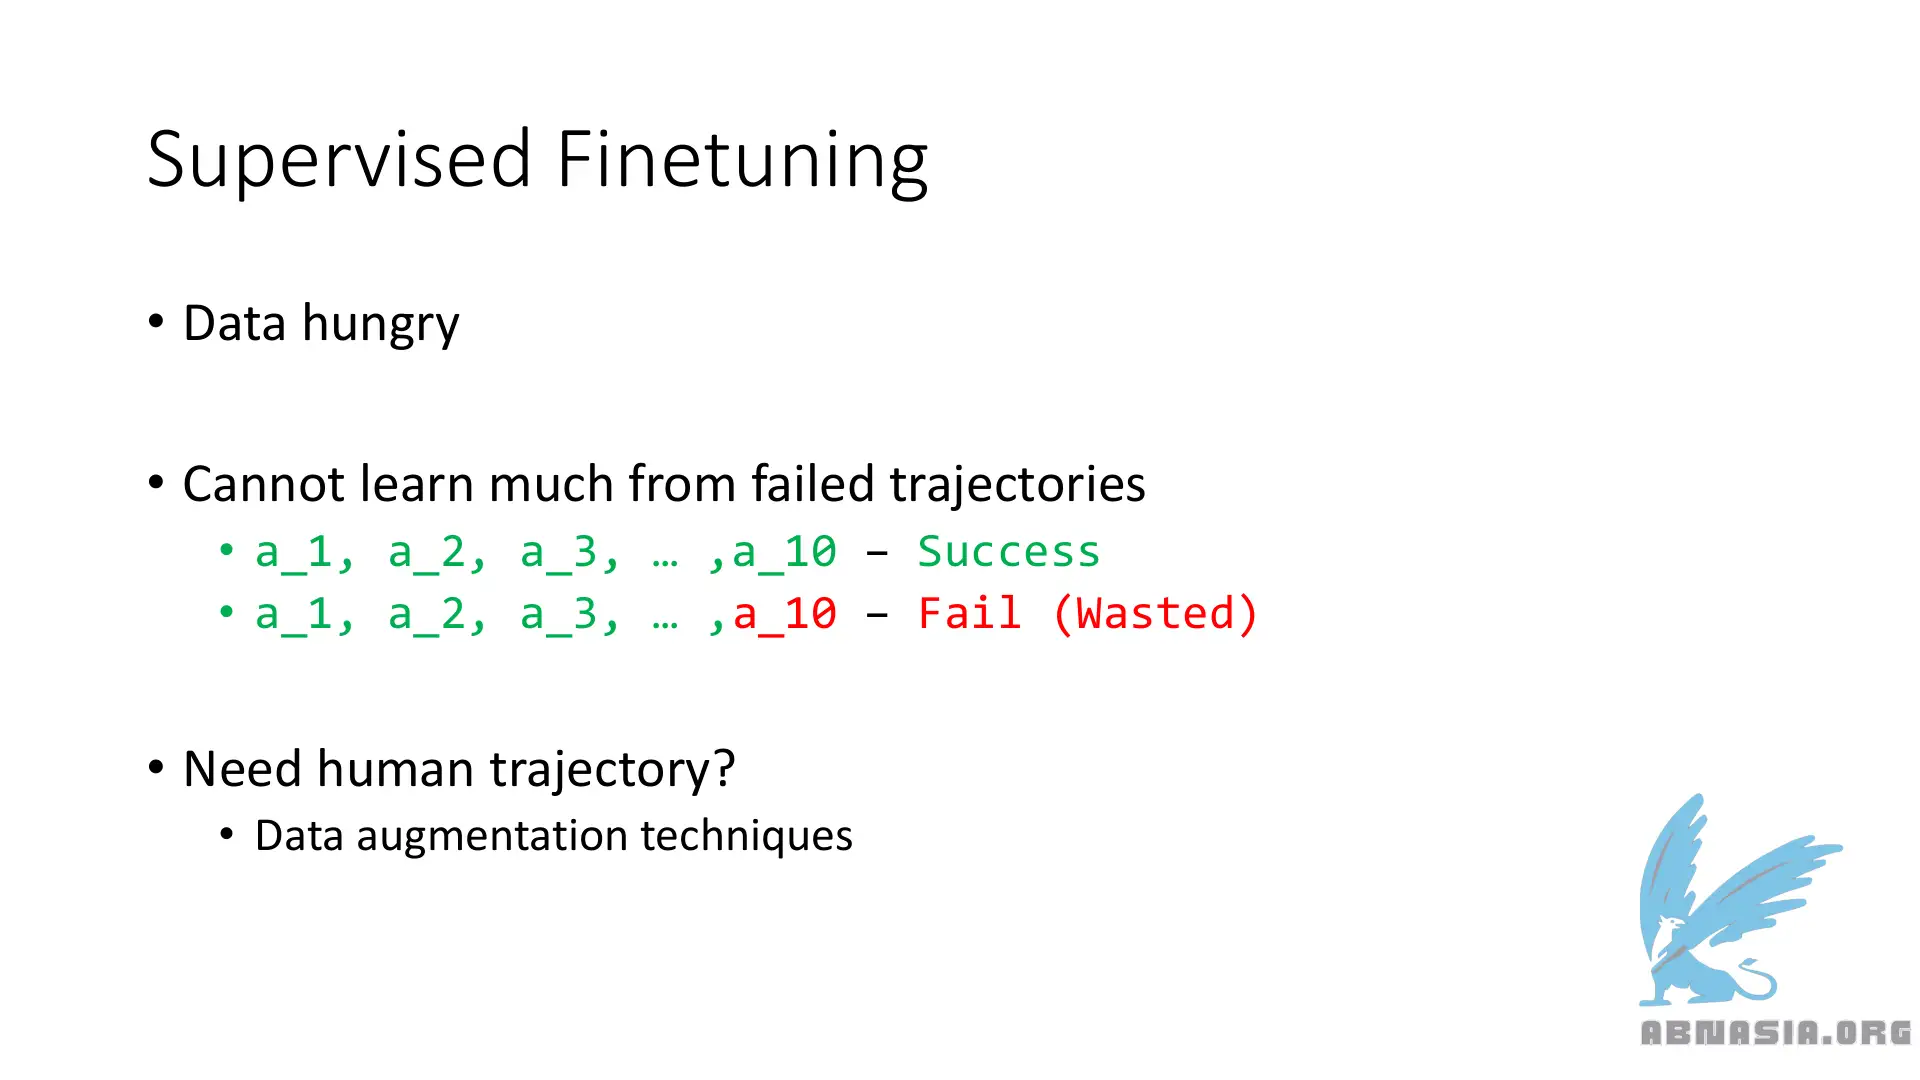 Supervised Finetuning
• Data hungry
• Cannot learn much from failed trajectories
• a_1, a_2, a_3, … ,a_10 – Success
• a_1, a_2, a_3, … ,a_10 – Fail (Wasted)
• Need human trajectory?
• Data augmentation techniques
ABNASIA.ORG